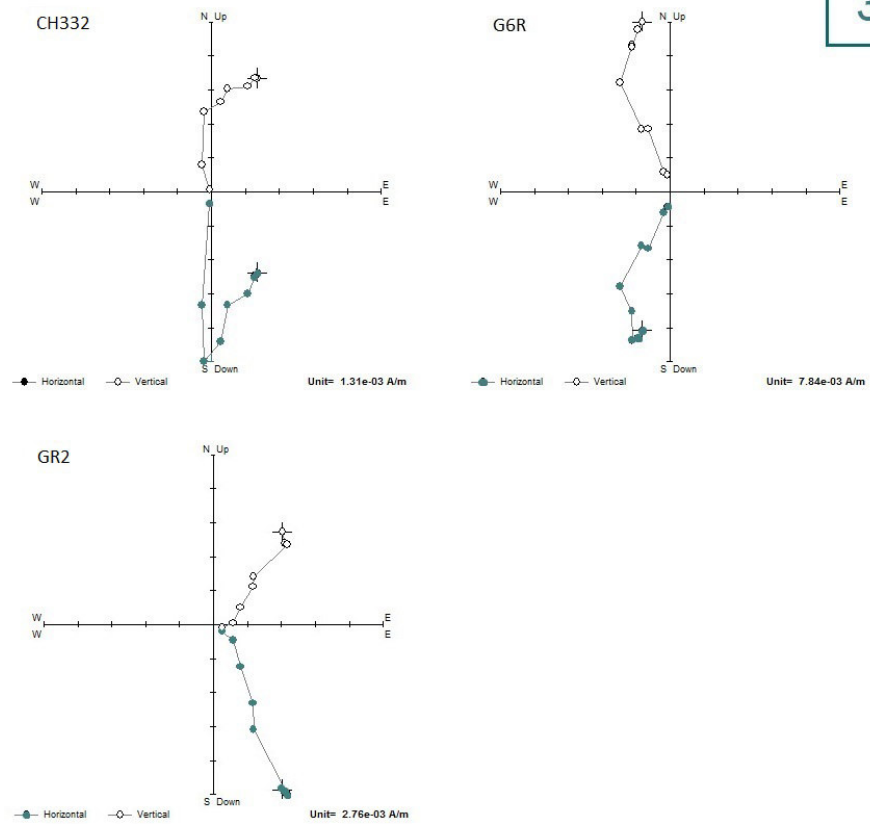 CH332
N Up
W E
W E
S Down
Horizontal Vertical Unit= 1.31e-03 A/m
G6R
3
N Up
W E
W E
S Down
Horizontal Vertical Unit= 7.84e-03 A/m
GR2
N Up
W E
W E
S Down
Horizontal Vertical Unit= 2.76e-03 A/m